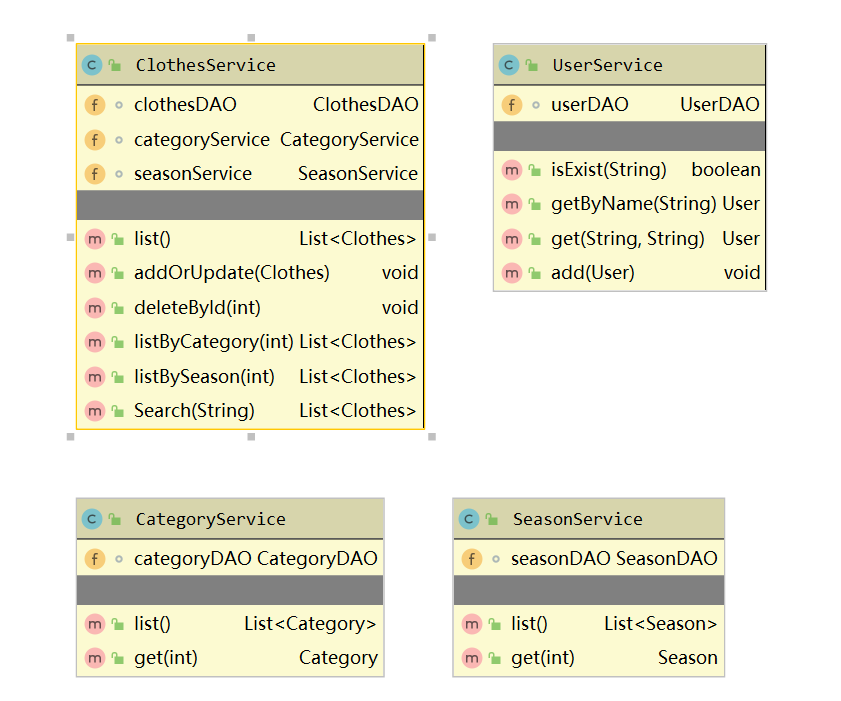 C ClothesService
f clothesDAO ClothesDAO
f categoryService CategoryService
f seasonService SeasonService
m list() List<Clothes>
m addOrUpdate(Clothes) void
m deleteById(int) void
m listByCategory(int) List<Clothes>
m listBySeason(int) List<Clothes>
m Search(String) List<Clothes>
C UserService
f userDAO UserDAO
m isExist(String) boolean
m getByName(String) User
m get(String, String) User
m add(User) void
C CategoryService
f categoryDAO CategoryDAO
m list() List<Category>
m get(int) Category
C SeasonService
f seasonDAO SeasonDAO
m list() List<Season>
m get(int) Season